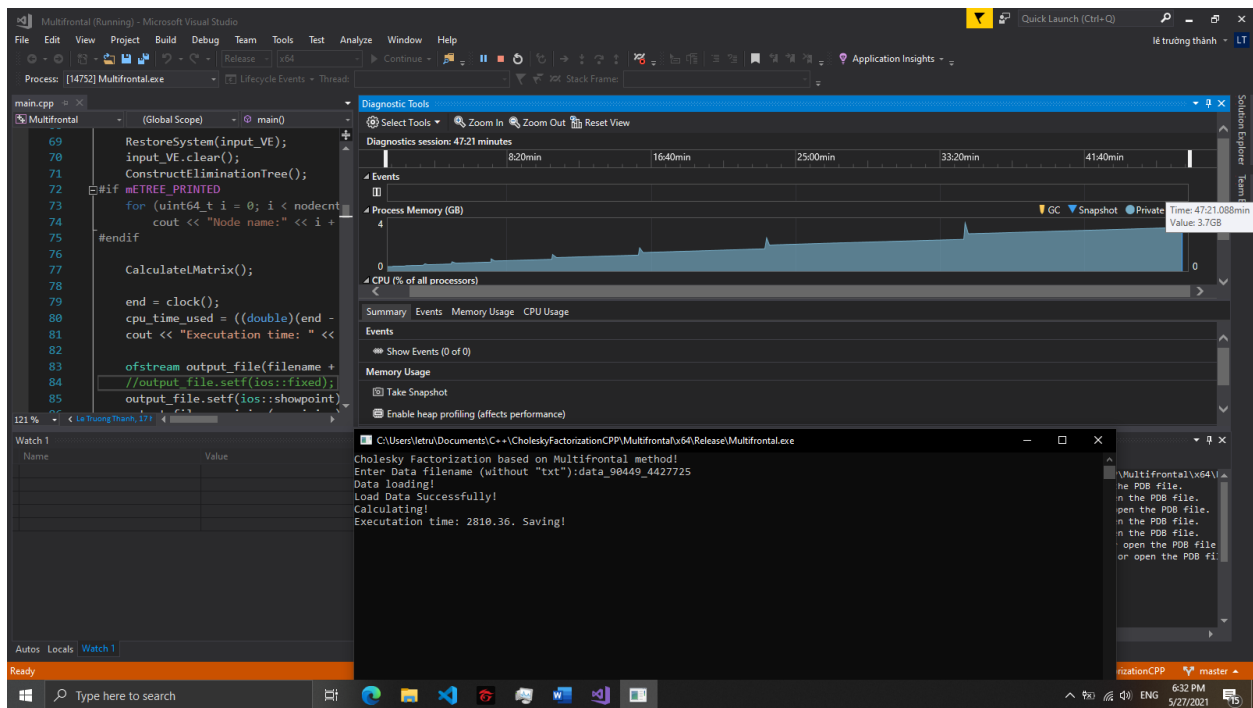 Multifrontal (Running) - Microsoft Visual Studio
Quick Launch (Ctrl+Q)
File Edit View Project Build Debug Team Tools Test Analyze Window Help
lê trường thành LT
Release x64 Continue Application Insights
Process: [14752] Multifrontal.exe Lifecycle Events Thread: Stack Frame:
main.cpp
Multifrontal (Global Scope) main()
69 RestoreSystem(input_VE);
70 input_VE.clear();
71 ConstructEliminationTree();
72 #if mETREE_PRINTED
73 for (uint64_t i = 0; i < nodecnt
74 cout << "Node name:" << i +
75 #endif
76
77 CalculateLMatrix();
78
79 end = clock();
80 cpu_time_used = ((double)(end -
81 cout << "Executation time: " <<
82
83 ofstream output_file(filename +
84 //output_file.setf(ios::fixed);
85 output_file.setf(ios::showpoint)
121 % Le Truong Thanh, 17
Diagnostic Tools
Select Tools Zoom In Zoom Out Reset View
Diagnostics session: 47:21 minutes
8:20min 16:40min 25:00min 33:20min 41:40min
Events
Process Memory (GB) GC Snapshot Private
Time: 47:21.088min
Value: 3.7GB
4
0 0
CPU (% of all processors)
Summary Events Memory Usage CPU Usage
Events
Show Events (0 of 0)
Memory Usage
Take Snapshot
Enable heap profiling (affects performance)
Solution Explorer
Team E
Watch 1
Name Value
C:\Users\letru\Documents\C++\CholeskyFactorizationCPP\Multifrontal\x64\Release\Multifrontal.exe
Cholesky Factorization based on Multifrontal method!
Enter Data filename (without "txt"):data_90449_4427725
Data loading!
Load Data Successfully!
Calculating!
Executation time: 2810.36. Saving!
\Multifrontal\x64\
he PDB file.
n the PDB file.
open the PDB file.
n the PDB file.
n the PDB file.
open the PDB file
or open the PDB fi
Autos Locals Watch 1
Ready
rizationCPP master
Type here to search
ENG
6:32 PM
5/27/2021
15